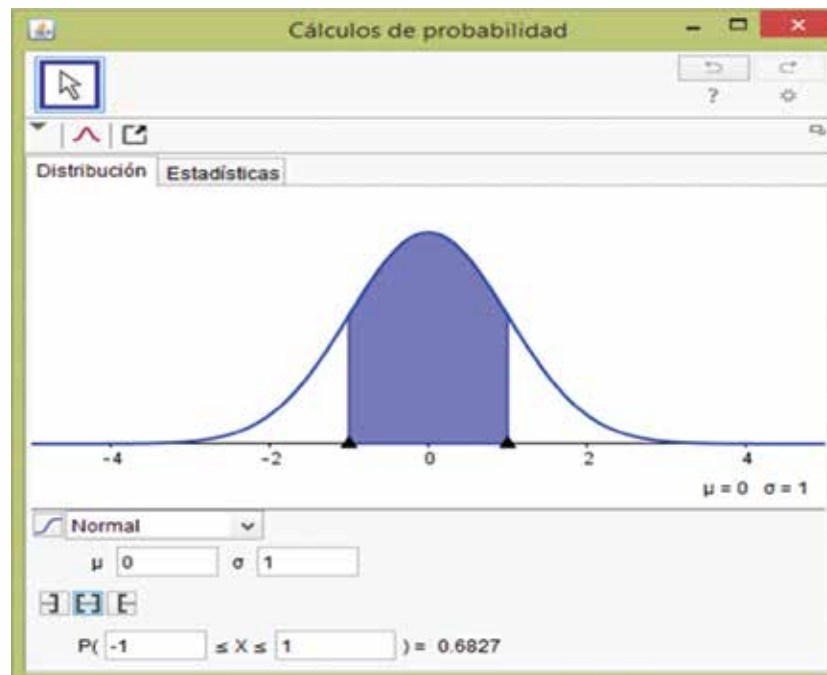 Cálculos de probabilidad
?
Distribución Estadísticas
-4 -2 0 2 4
μ = 0 σ = 1
Normal
μ 0 σ 1
P( -1 ≤ X ≤ 1 ) = 0.6827